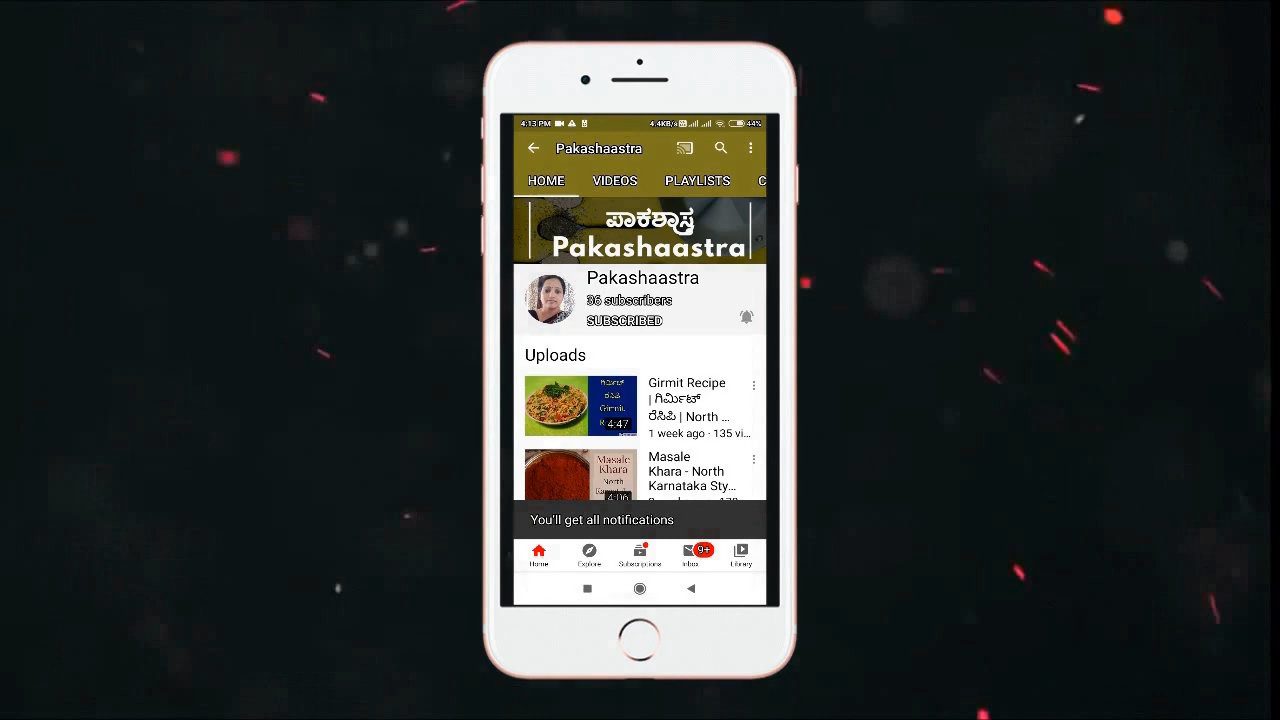 4:13 PM
4.4KB/s
44%
Pakashaastra
HOME VIDEOS PLAYLISTS C
ಪಾಕಶಾಸ್ತ್ರ
Pakashaastra
Pakashaastra
36 subscribers
SUBSCRIBED
Uploads
ಗಿರ್ಮಿಟ್
ರೆಸಿಪಿ
Girmit
4:47
Girmit Recipe
| ಗಿರ್ಮಿಟ್
ರೆಸಿಪಿ | North ...
1 week ago · 135 vi...
Masale
Khara
North
4:06
Masale
Khara - North
Karnataka Sty...
You'll get all notifications
9+
Home Explore Subscriptions Inbox Library